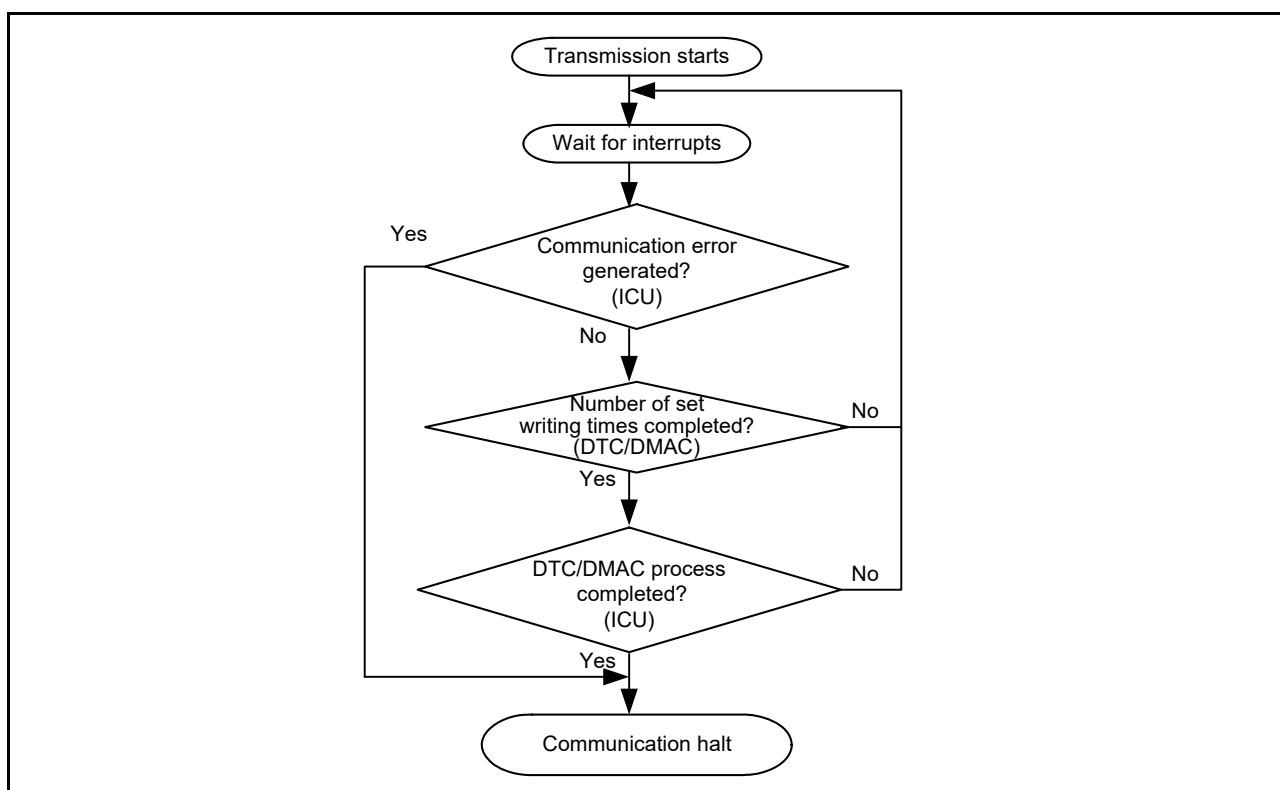 Transmission starts
Wait for interrupts
Yes
Communication error
generated?
(ICU)
No
Number of set
writing times completed?
(DTC/DMAC)
No
Yes
DTC/DMAC process
completed?
(ICU)
No
Yes
Communication halt